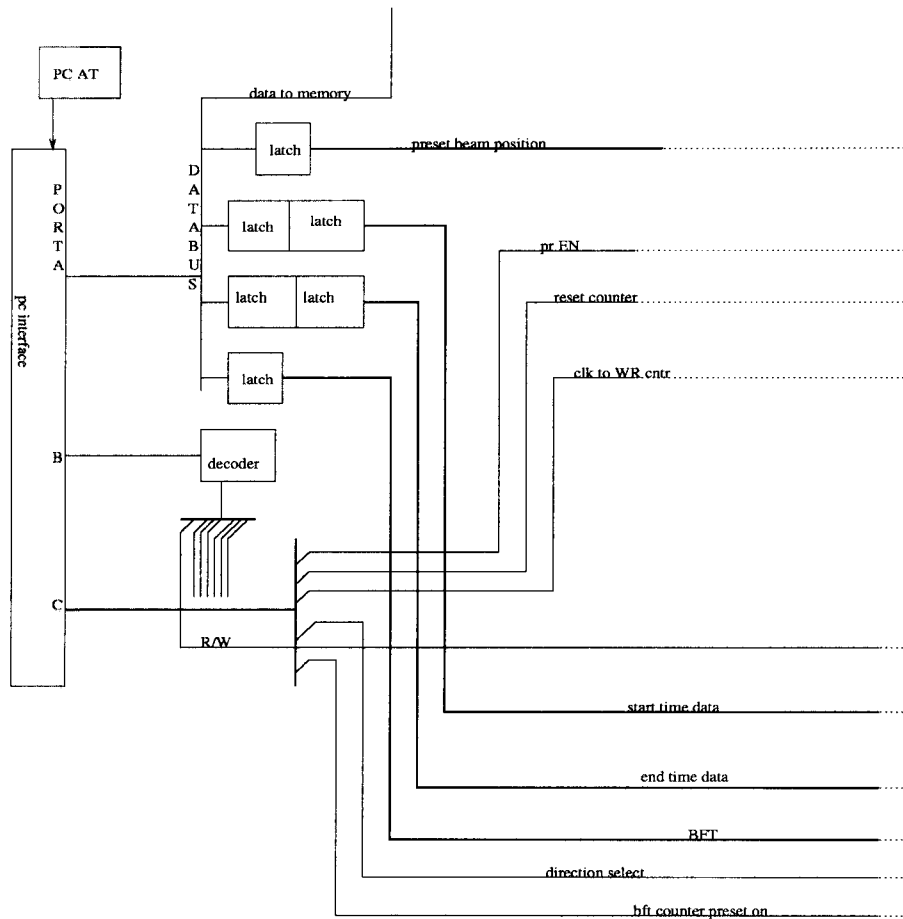 PC AT
data to memory
latch
preset beam position
PORT A
DATABUS
latch
latch
pr EN
latch
latch
reset counter
pc interface
latch
clk to WR cntr
B
decoder
C
R/W
start time data
end time data
BFT
direction select
bft counter preset on